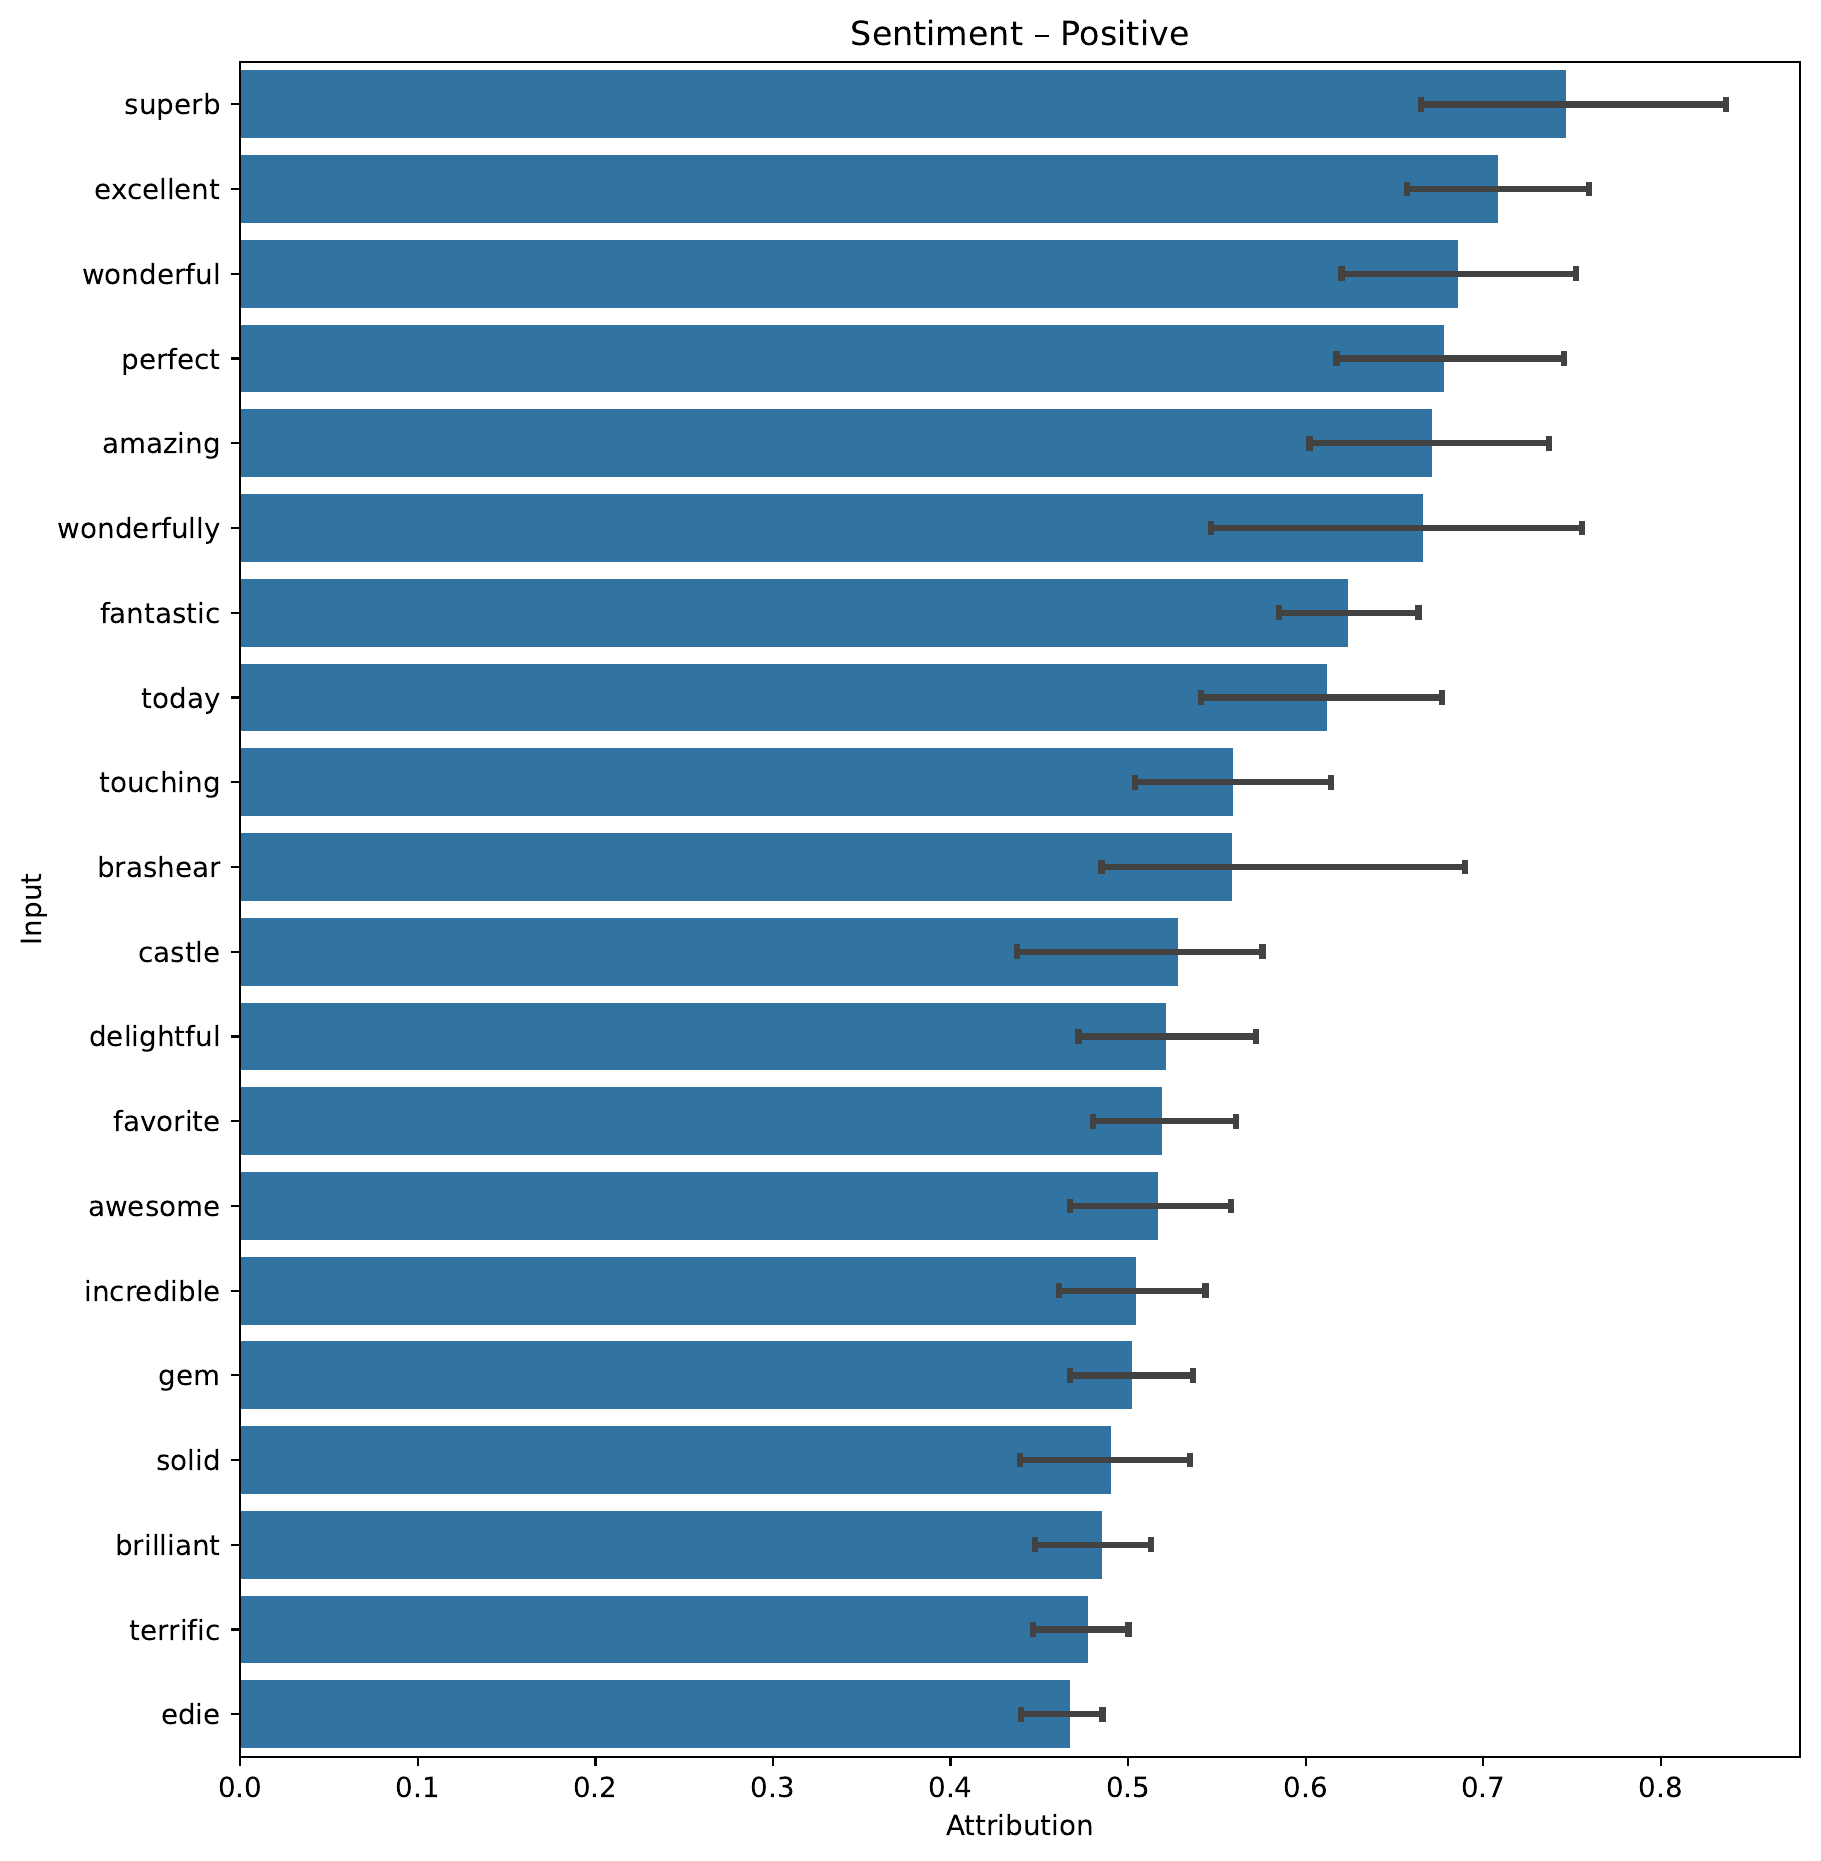 Sentiment – Positive
superb
excellent
wonderful
perfect
amazing
wonderfully
fantastic
today
touching
brashear
castle
delightful
favorite
awesome
incredible
gem
solid
brilliant
terrific
edie
Input
0.0 0.1 0.2 0.3 0.4 0.5 0.6 0.7 0.8
Attribution